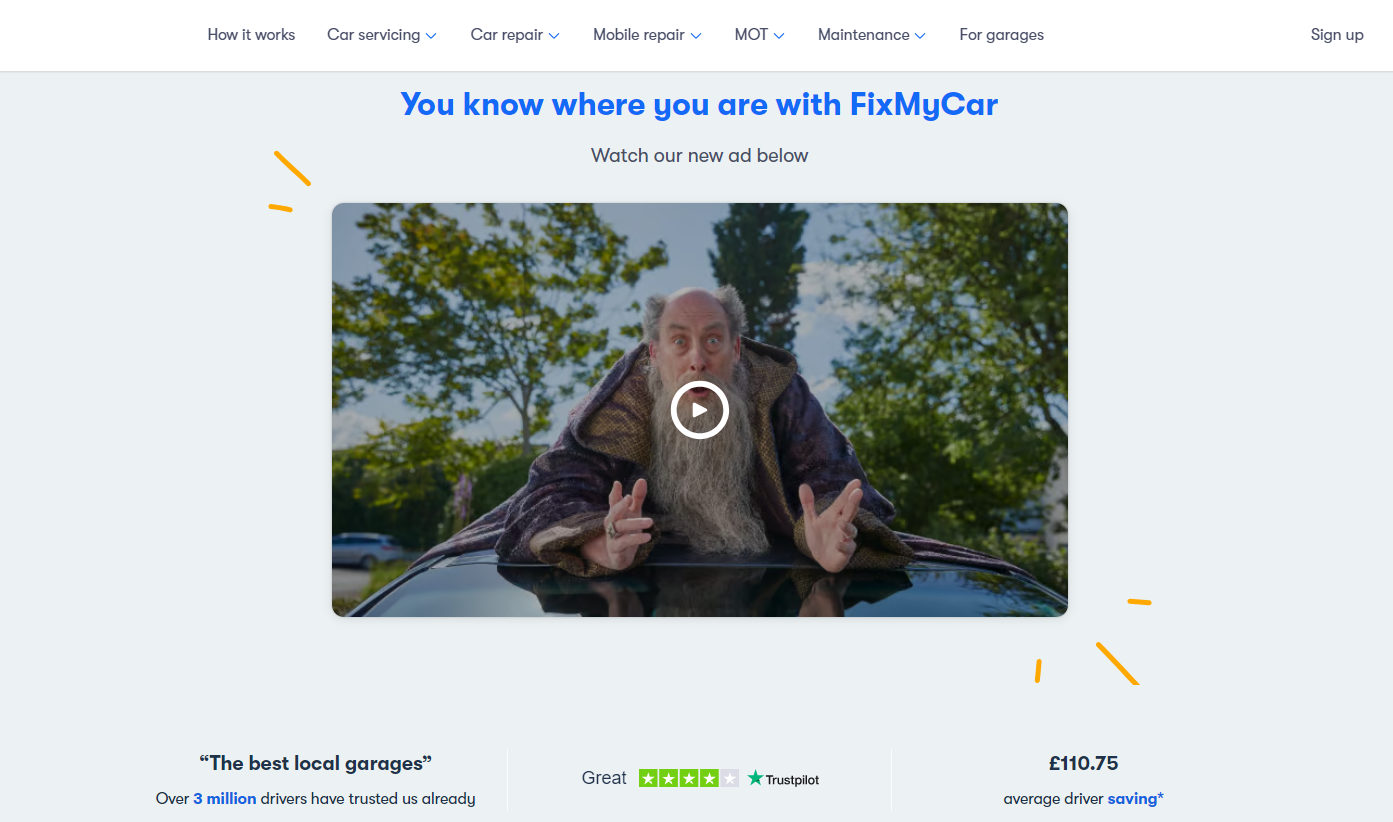 How it works Car servicing Car repair Mobile repair MOT Maintenance For garages Sign up
You know where you are with FixMyCar
Watch our new ad below
“The best local garages”
Over 3 million drivers have trusted us already
Great Trustpilot
£110.75
average driver saving*